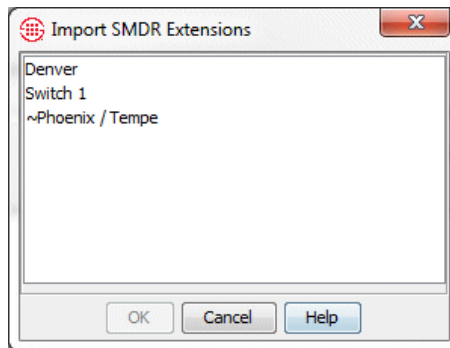 Import SMDR Extensions
Denver
Switch 1
~Phoenix / Tempe
OK Cancel Help